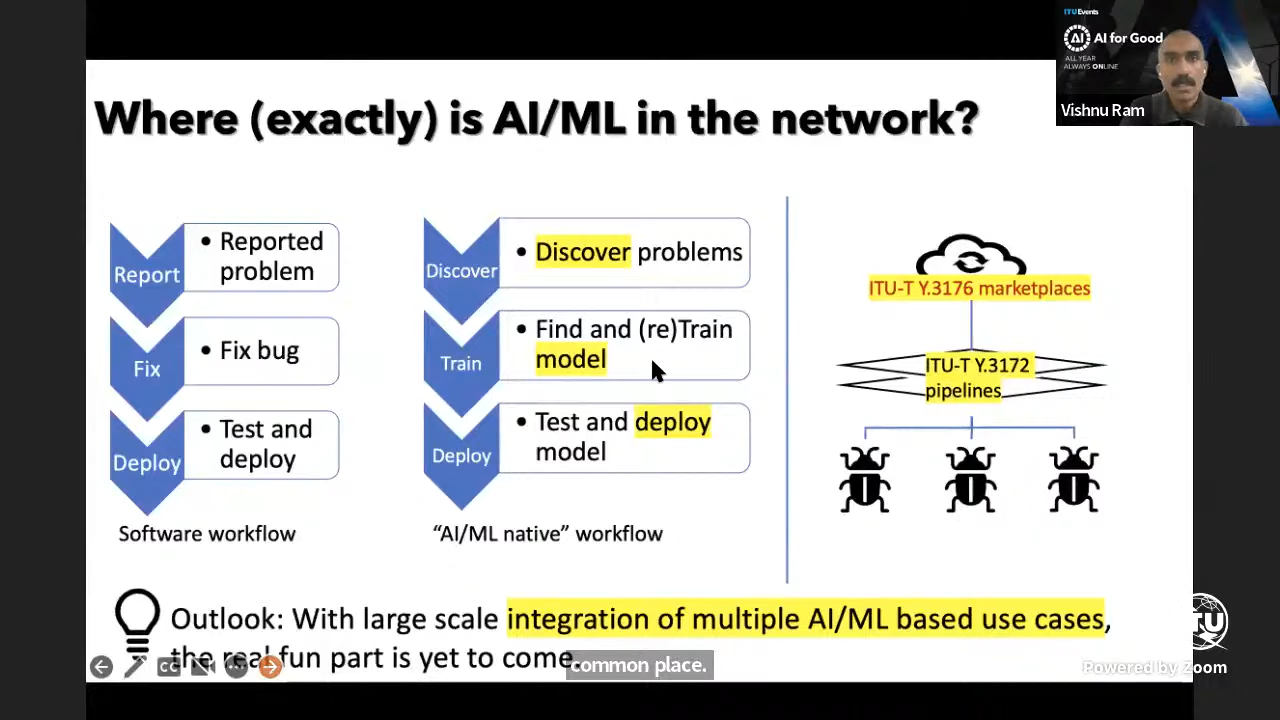 ITUEvents
AI
AI for Good
ALL YEAR
ALWAYS ONLINE
Vishnu Ram
Where (exactly) is AI/ML in the network?
Report
• Reported
problem
Fix
• Fix bug
Deploy
• Test and
deploy
Software workflow
Discover
• Discover problems
Train
• Find and (re)Train
model
Deploy
• Test and deploy
model
“AI/ML native” workflow
ITU-T Y.3176 marketplaces
ITU-T Y.3172
pipelines
Outlook: With large scale integration of multiple AI/ML based use cases,
the real fun part is yet to come
common place.
CC
ITU
Powered by Zoom